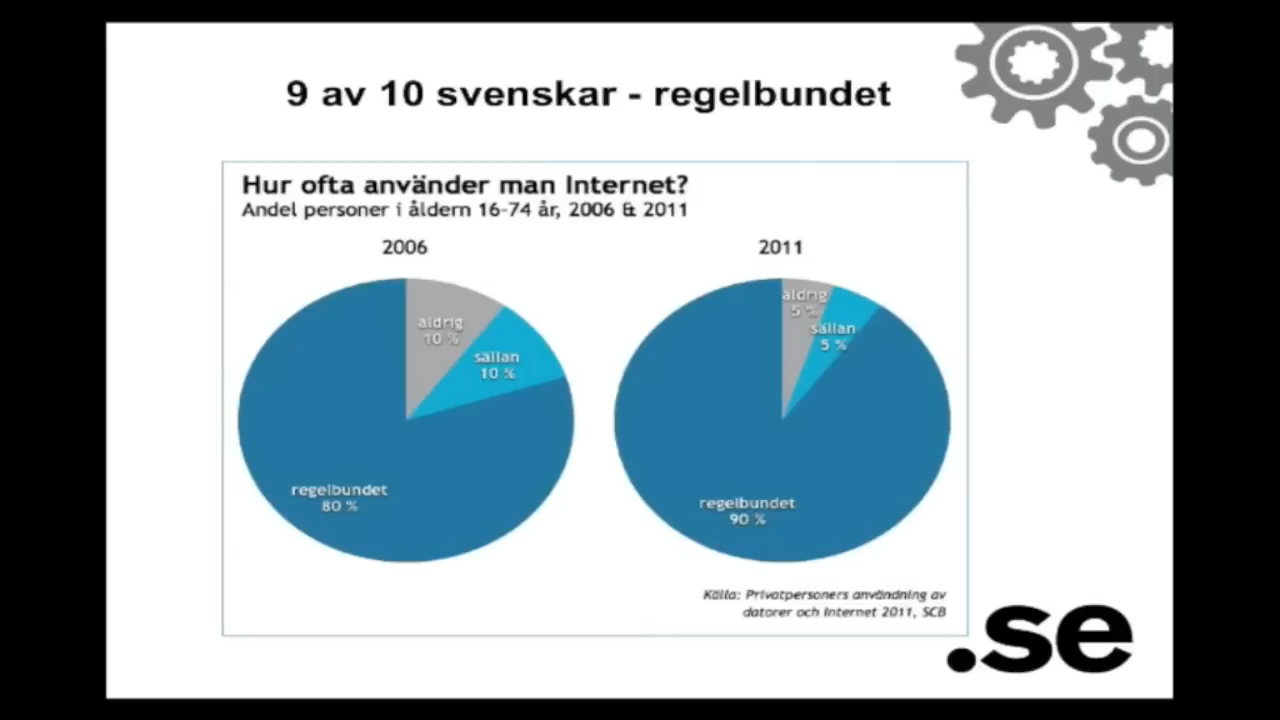 9 av 10 svenskar - regelbundet
Hur ofta använder man Internet?
Andel personer i åldern 16-74 år, 2006 & 2011
2006
2011
aldrig
10 %
sällan
10 %
regelbundet
80 %
aldrig
5 %
sällan
5 %
regelbundet
90 %
Källa: Privatpersoners användning av
datorer och Internet 2011, SCB
.se